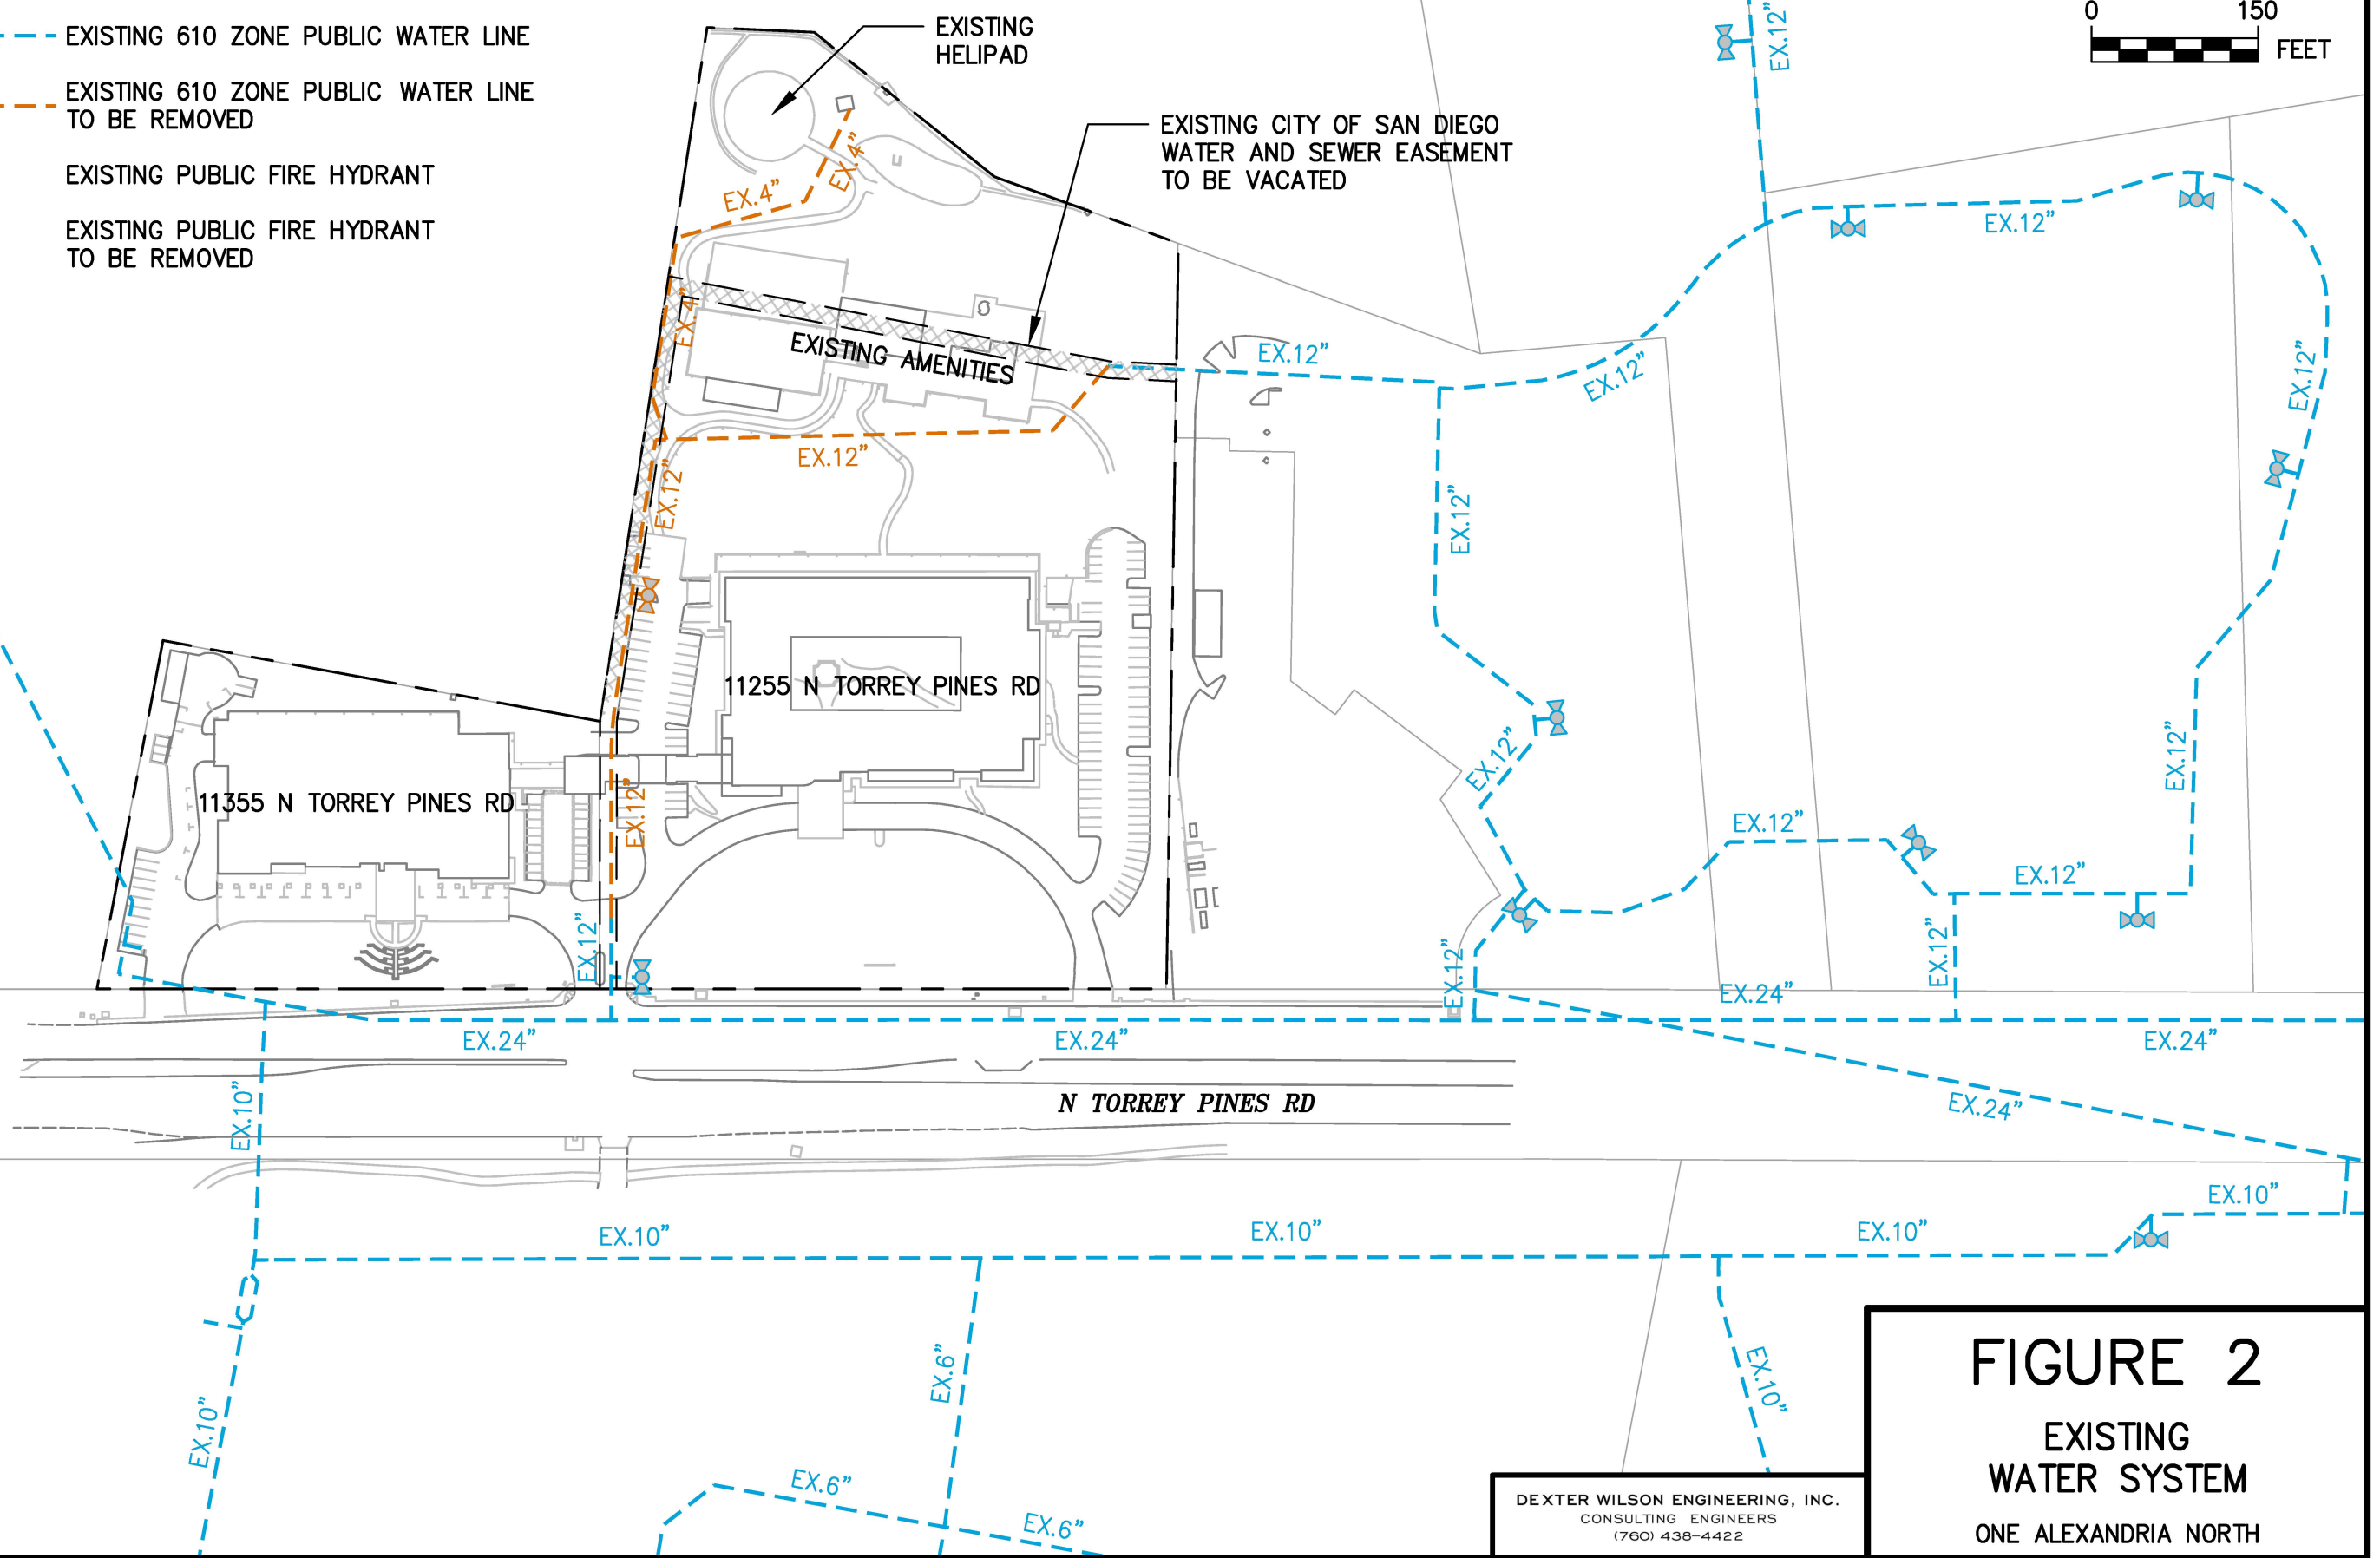 EXISTING 610 ZONE PUBLIC WATER LINE
EXISTING 610 ZONE PUBLIC WATER LINE
TO BE REMOVED
EXISTING PUBLIC FIRE HYDRANT
EXISTING PUBLIC FIRE HYDRANT
TO BE REMOVED
EXISTING
HELIPAD
EXISTING CITY OF SAN DIEGO
WATER AND SEWER EASEMENT
TO BE VACATED
0 150
FEET
EX.12"
EX.4"
EX.4"
EX.4"
EX.12"
EX.12"
EX.12"
EX.12"
EXISTING AMENITIES
EX.12"
EX.12"
EX.12"
EX.12"
11255 N TORREY PINES RD
EX.12"
EX.12"
11355 N TORREY PINES RD
EX.12"
EX.12"
EX.12"
EX.12"
EX.12"
EX.12"
EX.24"
EX.24"
EX.24"
EX.24"
EX.10"
N TORREY PINES RD
EX.24"
EX.10"
EX.10"
EX.10"
EX.10"
EX.6"
EX.10"
EX.10"
EX.6"
EX.6"
FIGURE 2
EXISTING
WATER SYSTEM
ONE ALEXANDRIA NORTH
DEXTER WILSON ENGINEERING, INC.
CONSULTING ENGINEERS
(760) 438-4422